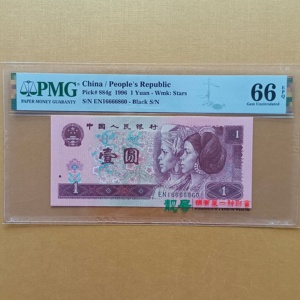 PMG
PAPER MONEY GUARANTY
China / People's Republic
Pick# 884g 1996 1 Yuan - Wmk: Stars
S/N EN16666860 - Black S/N
66 EPQ
Gem Uncirculated
中国人民银行
壹圆
1
1
EN16666860